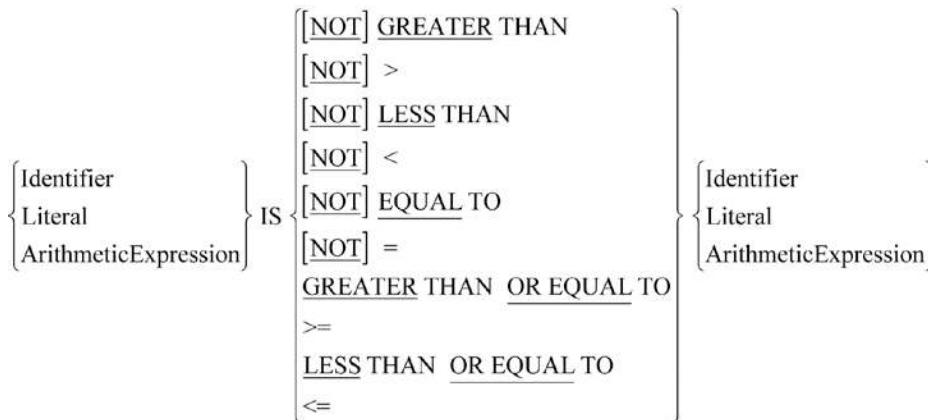 [NOT] GREATER THAN
[NOT] >
[NOT] LESS THAN
[NOT] <
Identifier
Literal
ArithmeticExpression
IS
[NOT] EQUAL TO
[NOT] =
GREATER THAN OR EQUAL TO
>=
LESS THAN OR EQUAL TO
<=
Identifier
Literal
ArithmeticExpression